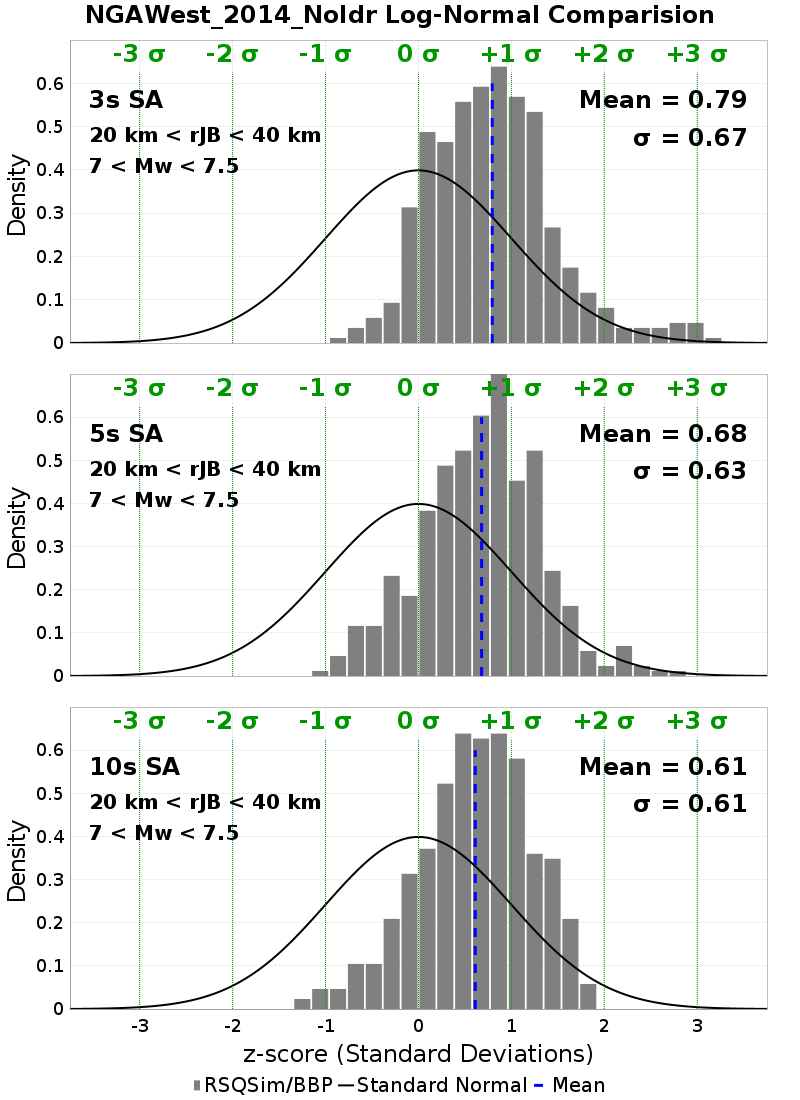 NGAWest_2014_NoIdr Log-Normal Comparision
-3 σ -2 σ -1 σ 0 σ +1 σ +2 σ +3 σ
0.6
3s SA
Mean = 0.79
0.5
20 km < rJB < 40 km
σ = 0.67
7 < Mw < 7.5
0.4
Density
0.3
0.2
0.1
0
-3 σ -2 σ -1 σ 0 σ +1 σ +2 σ +3 σ
0.6
5s SA
Mean = 0.68
0.5
20 km < rJB < 40 km
σ = 0.63
7 < Mw < 7.5
0.4
Density
0.3
0.2
0.1
0
-3 σ -2 σ -1 σ 0 σ +1 σ +2 σ +3 σ
0.6
10s SA
Mean = 0.61
0.5
20 km < rJB < 40 km
σ = 0.61
7 < Mw < 7.5
0.4
Density
0.3
0.2
0.1
0
-3 -2 -1 0 1 2 3
z-score (Standard Deviations)
RSQSim/BBP Standard Normal Mean